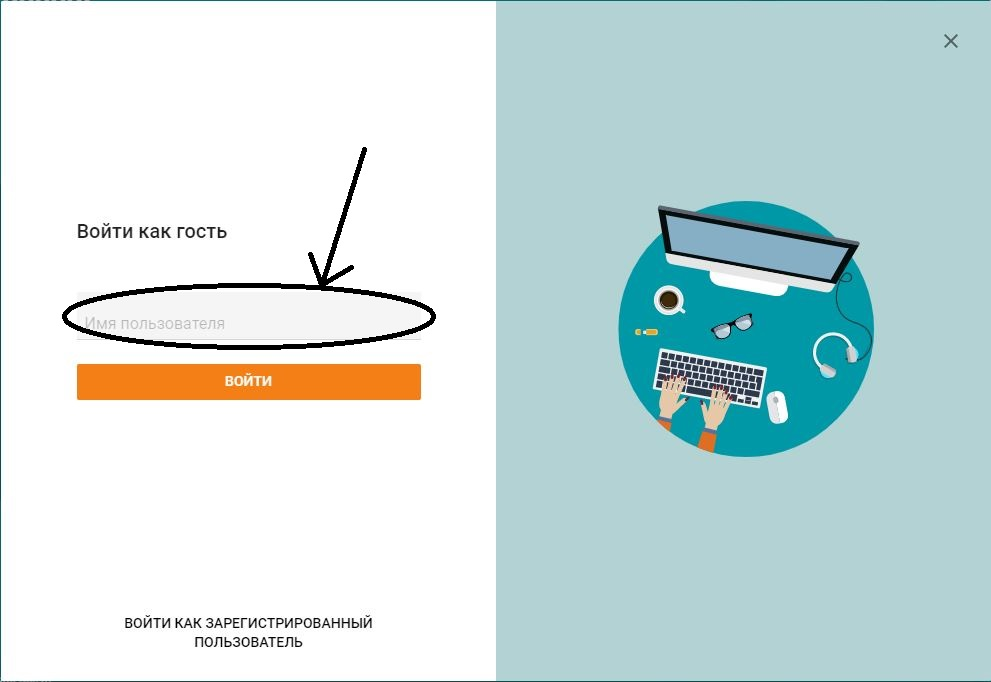 Войти как гость
Имя пользователя
ВОЙТИ
ВОЙТИ КАК ЗАРЕГИСТРИРОВАННЫЙ
ПОЛЬЗОВАТЕЛЬ